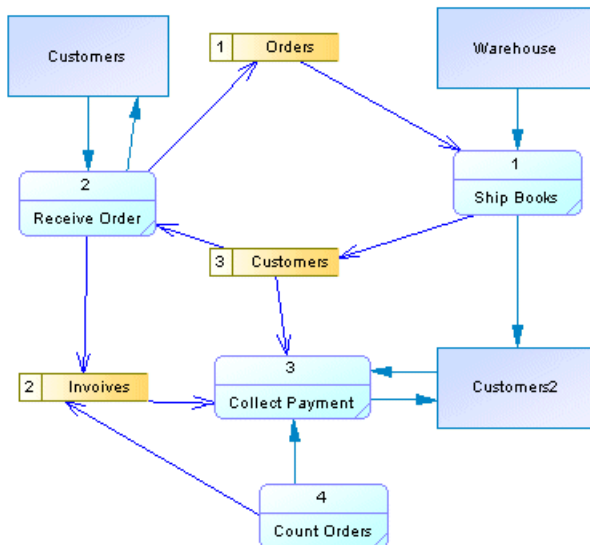 1 Orders
Warehouse
Customers
2
Receive Order
1
Ship Books
3 Customers
2 Invoives
3
Collect Payment
Customers2
4
Count Orders